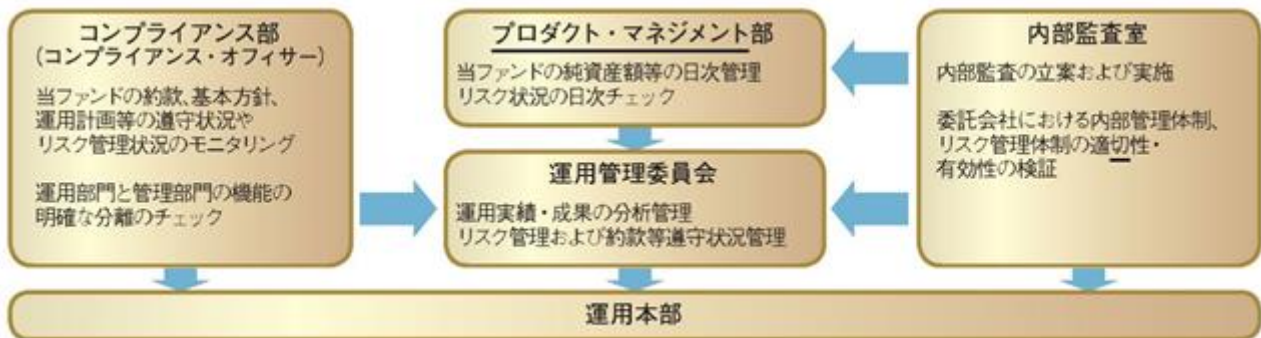 コンプライアンス部
(コンプライアンス・オフィサー)
当ファンドの約款、基本方針、
運用計画等の遵守状況や
リスク管理状況のモニタリング
運用部門と管理部門の機能の
明確な分離のチェック
プロダクト・マネジメント部
当ファンドの純資産額等の日次管理
リスク状況の日次チェック
運用管理委員会
運用実績・成果の分析管理
リスク管理および約款等遵守状況管理
内部監査室
内部監査の立案および実施
委託会社における内部管理体制、
リスク管理体制の適切性・
有効性の検証
運用本部